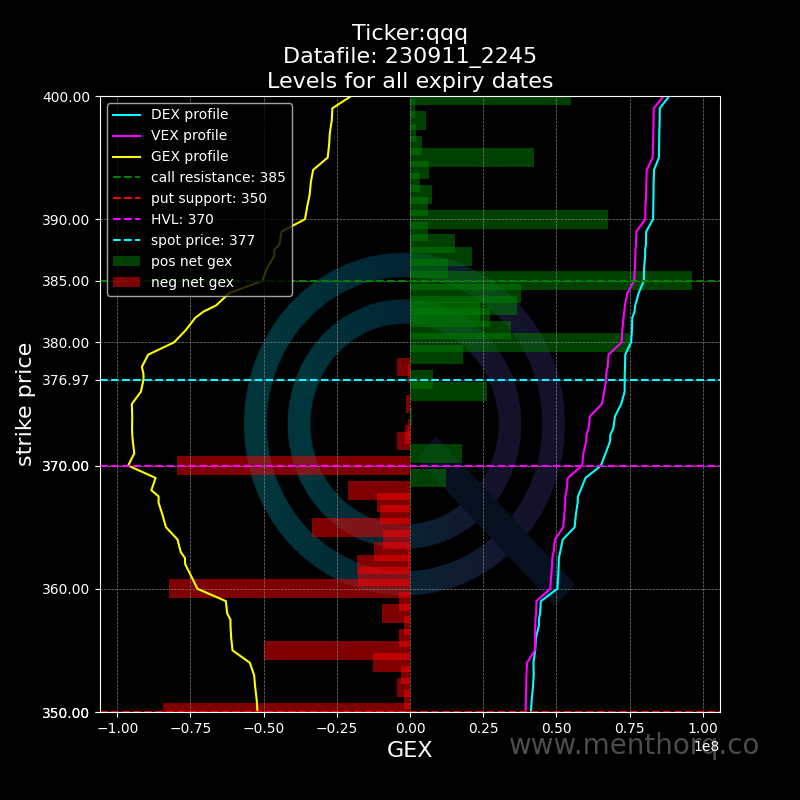 Ticker:qqq
Datafile: 230911_2245
Levels for all expiry dates
DEX profile
VEX profile
GEX profile
call resistance: 385
put support: 350
HVL: 370
spot price: 377
pos net gex
neg net gex
strike price
400.00
390.00
385.00
380.00
376.97
370.00
360.00
350.00
−1.00 −0.75 −0.50 −0.25 0.00 0.25 0.50 0.75 1.00
1e8
GEX
www.menthorq.co